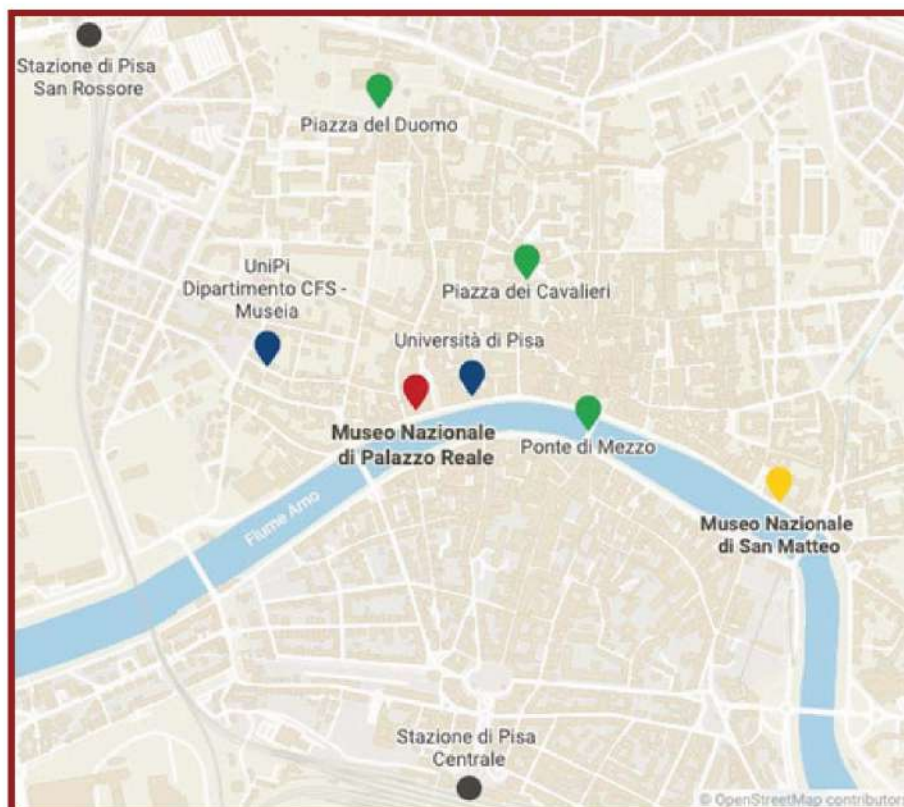 Stazione di Pisa
San Rossore
Piazza del Duomo
UniPi
Dipartimento CFS -
Museia
Piazza dei Cavalieri
Università di Pisa
Museo Nazionale
di Palazzo Reale
Ponte di Mezzo
Fiume Arno
Museo Nazionale
di San Matteo
Stazione di Pisa
Centrale
© OpenStreetMap contributors